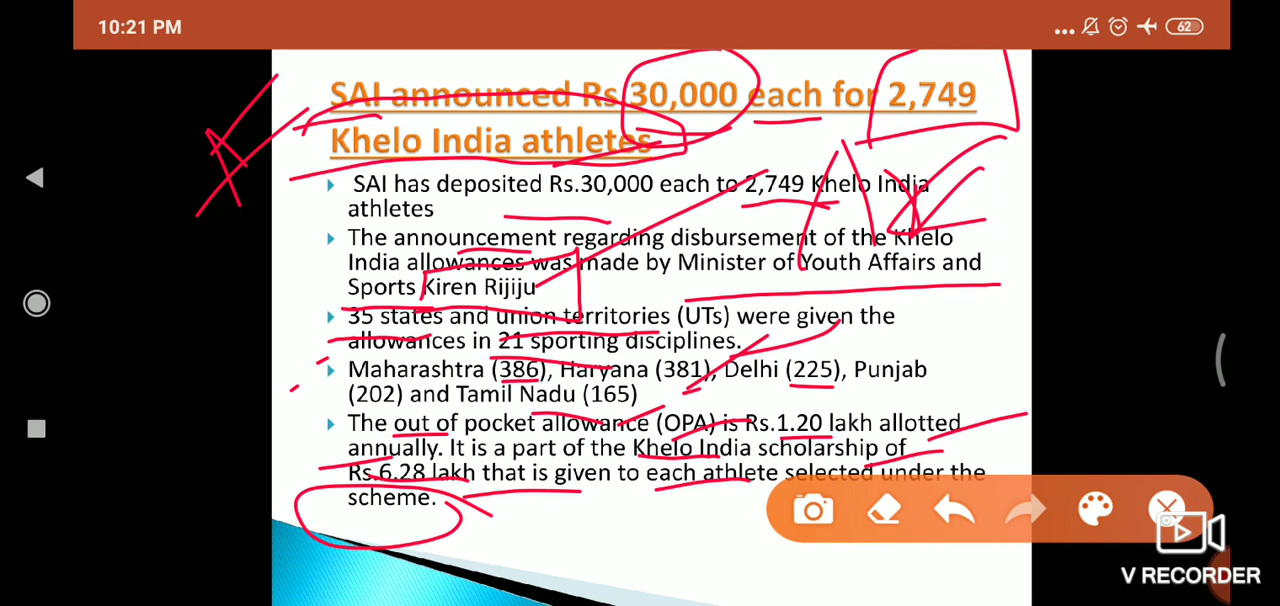 10:21 PM
62
SAI announced Rs.30,000 each for 2,749
Khelo India athletes
SAI has deposited Rs.30,000 each to 2,749 Khelo India
athletes
The announcement regarding disbursement of the Khelo
India allowances was made by Minister of Youth Affairs and
Sports Kiren Rijiju
35 states and union territories (UTs) were given the
allowances in 21 sporting disciplines.
Maharashtra (386), Haryana (381), Delhi (225), Punjab
(202) and Tamil Nadu (165)
The out of pocket allowance (OPA) is Rs.1.20 lakh allotted
annually. It is a part of the Khelo India scholarship of
Rs.6.28 lakh that is given to each athlete selected under the
scheme.
V RECORDER